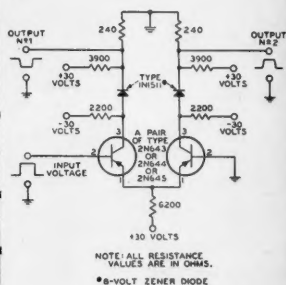 OUTPUT Nº1
240
240
OUTPUT Nº2
3900
3900
+30 VOLTS
+30 VOLTS
TYPE 1N1511
2200
2200
-30 VOLTS
-30 VOLTS
3
3
A PAIR OF TYPE 2N643 OR 2N644 OR 2N645
2
2
INPUT VOLTAGE
1
1
6200
+30 VOLTS
NOTE: ALL RESISTANCE
VALUES ARE IN OHMS.
*6-VOLT ZENER DIODE